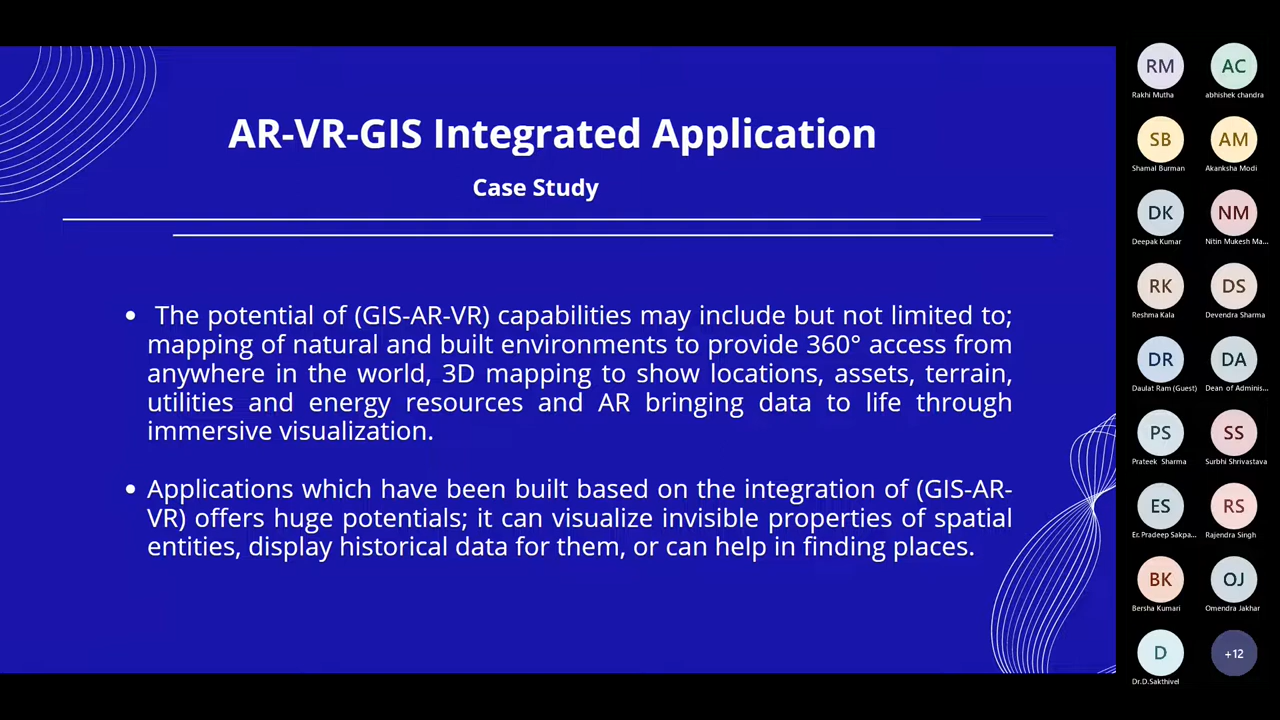 AR-VR-GIS Integrated Application
Case Study
• The potential of (GIS-AR-VR) capabilities may include but not limited to;
mapping of natural and built environments to provide 360° access from
anywhere in the world, 3D mapping to show locations, assets, terrain,
utilities and energy resources and AR bringing data to life through
immersive visualization.
• Applications which have been built based on the integration of (GIS-AR-
VR) offers huge potentials; it can visualize invisible properties of spatial
entities, display historical data for them, or can help in finding places.
RM
Rakhi Mutha
AC
abhishek chandra
SB
Shamal Burman
AM
Akanksha Modi
DK
Deepak Kumar
NM
Nitin Mukesh Ma...
RK
Reshma Kala
DS
Devendra Sharma
DR
Daulat Ram (Guest)
DA
Dean of Adminis...
PS
Prateek Sharma
SS
Surbhi Shrivastava
ES
Er. Pradeep Sakpa...
RS
Rajendra Singh
BK
Bersha Kumari
OJ
Omendra Jakhar
D
Dr.D.Sakthivel
+12